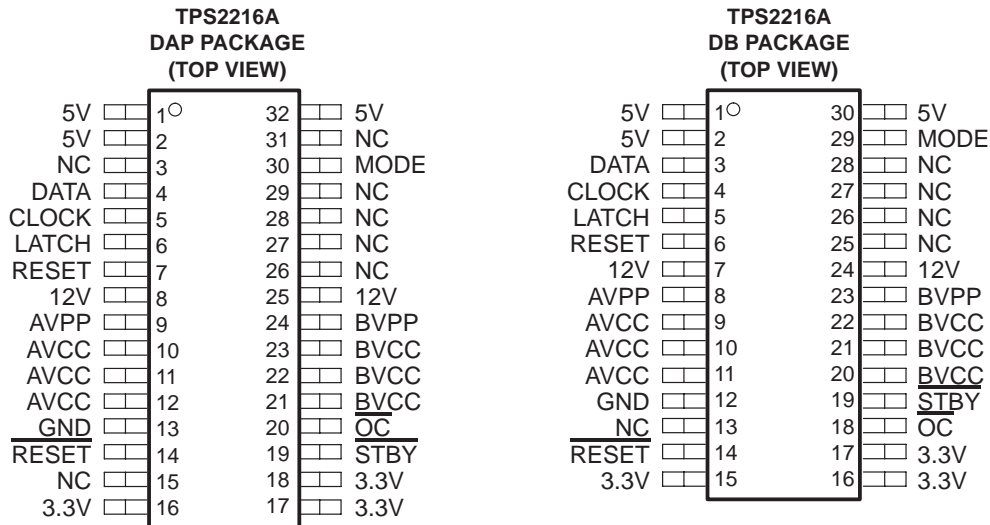 TPS2216A
DAP PACKAGE
(TOP VIEW)
5V 1 32 5V
5V 2 31 NC
NC 3 30 MODE
DATA 4 29 NC
CLOCK 5 28 NC
LATCH 6 27 NC
RESET 7 26 NC
12V 8 25 12V
AVPP 9 24 BVPP
AVCC 10 23 BVCC
AVCC 11 22 BVCC
AVCC 12 21 BVCC
GND 13 20 OC
RESET 14 19 STBY
NC 15 18 3.3V
3.3V 16 17 3.3V
TPS2216A
DB PACKAGE
(TOP VIEW)
5V 1 30 5V
5V 2 29 MODE
DATA 3 28 NC
CLOCK 4 27 NC
LATCH 5 26 NC
RESET 6 25 NC
12V 7 24 12V
AVPP 8 23 BVPP
AVCC 9 22 BVCC
AVCC 10 21 BVCC
AVCC 11 20 BVCC
GND 12 19 STBY
NC 13 18 OC
RESET 14 17 3.3V
3.3V 15 16 3.3V